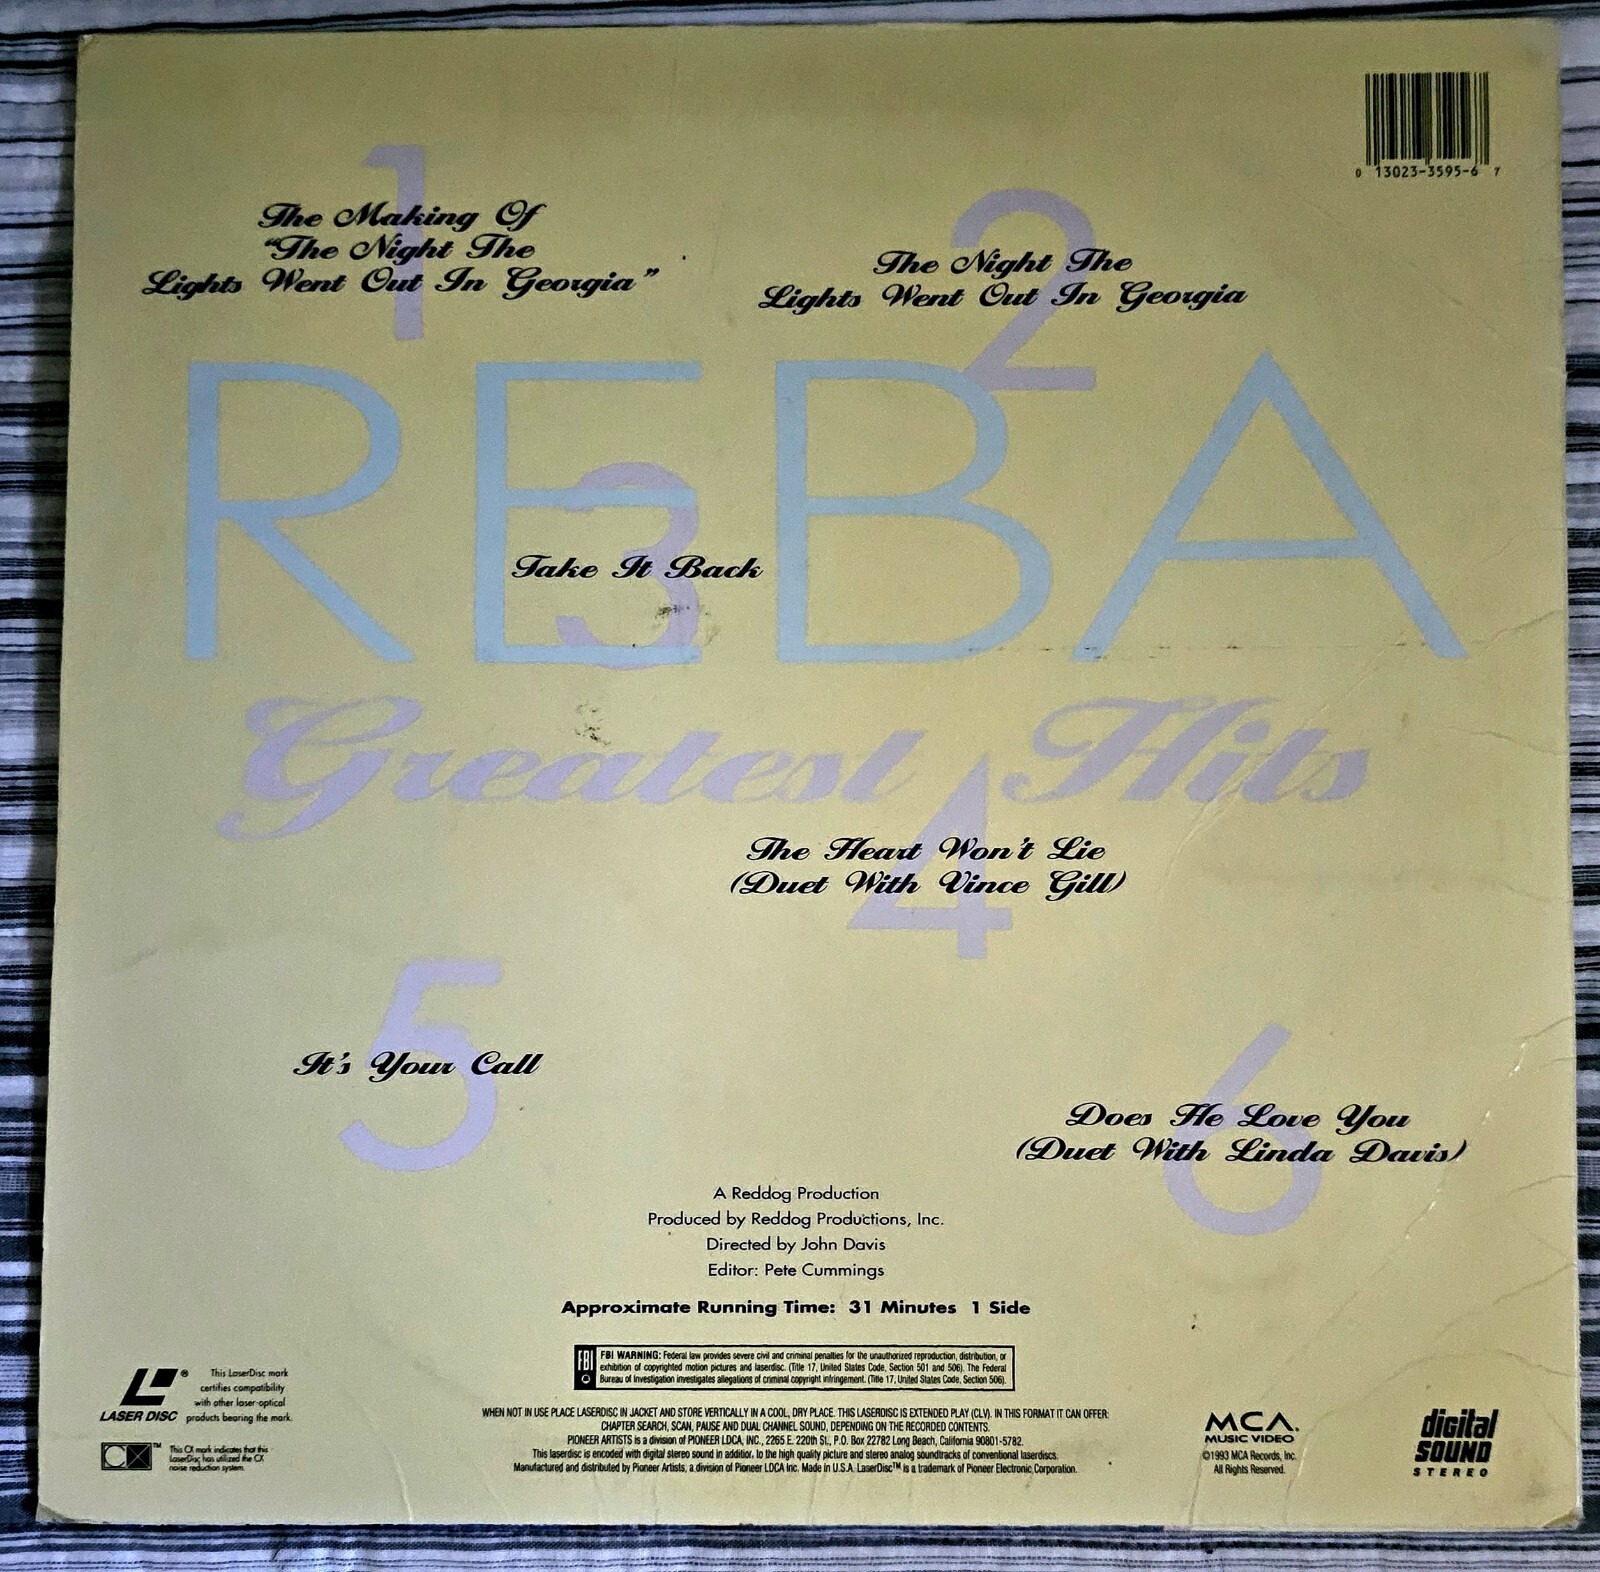 0 13023-3595-6 7
1
The Making Of
"The Night The
Lights Went Out In Georgia"
2
The Night The
Lights Went Out In Georgia
REBA
3
Take It Back
Greatest Hits
4
The Heart Won't Lie
(Duet With Vince Gill)
5
It's Your Call
6
Does He Love You
(Duet With Linda Davis)
A Reddog Production
Produced by Reddog Productions, Inc.
Directed by John Davis
Editor: Pete Cummings
Approximate Running Time: 31 Minutes 1 Side
FBI
FBI WARNING: Federal law provides severe civil and criminal penalties for the unauthorized reproduction, distribution, or
exhibition of copyrighted motion pictures and laserdisc. (Title 17, United States Code, Section 501 and 506). The Federal
Bureau of Investigation investigates allegations of criminal copyright infringement. (Title 17, United States Code, Section 506).
LASER DISC
®
This LaserDisc mark
certifies compatibility
with other laser-optical
products bearing the mark.
CX™
This CX mark indicates that this
LaserDisc has utilized the CX
noise reduction system.
WHEN NOT IN USE PLACE LASERDISC IN JACKET AND STORE VERTICALLY IN A COOL, DRY PLACE. THIS LASERDISC IS EXTENDED PLAY (CLV). IN THIS FORMAT IT CAN OFFER:
CHAPTER SEARCH, SCAN, PAUSE AND DUAL CHANNEL SOUND, DEPENDING ON THE RECORDED CONTENTS.
PIONEER ARTISTS is a division of PIONEER LDCA, INC., 2265 E. 220th St., P.O. Box 22782 Long Beach, California 90801-5782.
This laserdisc is encoded with digital stereo sound in addition to the high quality picture and stereo analog soundtracks of conventional laserdiscs.
Manufactured and distributed by Pioneer Artists, a division of Pioneer LDCA Inc. Made in U.S.A. LaserDisc™ is a trademark of Pioneer Electronic Corporation.
MCA.
MUSIC VIDEO
©1993 MCA Records, Inc.
All Rights Reserved.
digital
SOUND
STEREO